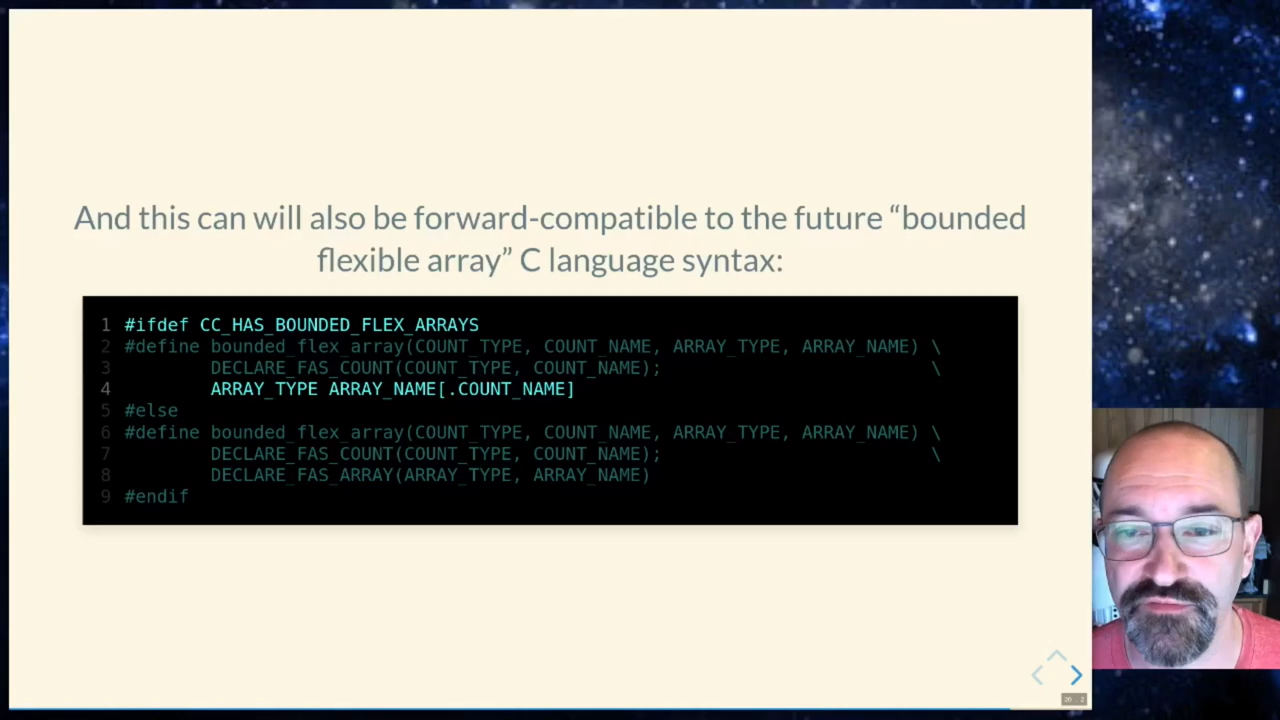 And this can will also be forward-compatible to the future “bounded
flexible array” C language syntax:
1 #ifdef CC_HAS_BOUNDED_FLEX_ARRAYS
2 #define bounded_flex_array(COUNT_TYPE, COUNT_NAME, ARRAY_TYPE, ARRAY_NAME) \
3         DECLARE_FAS_COUNT(COUNT_TYPE, COUNT_NAME);                         \
4         ARRAY_TYPE ARRAY_NAME[.COUNT_NAME]
5 #else
6 #define bounded_flex_array(COUNT_TYPE, COUNT_NAME, ARRAY_TYPE, ARRAY_NAME) \
7         DECLARE_FAS_COUNT(COUNT_TYPE, COUNT_NAME);                         \
8         DECLARE_FAS_ARRAY(ARRAY_TYPE, ARRAY_NAME)
9 #endif